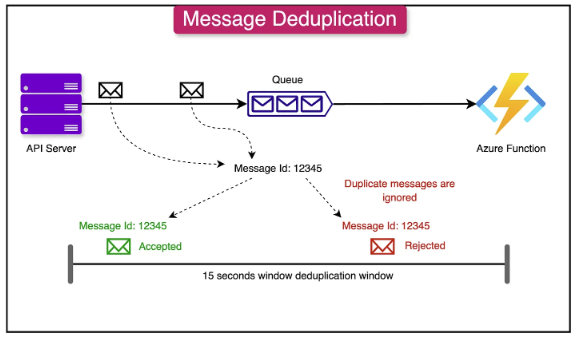 Message Deduplication
Queue
API Server
Azure Function
Message Id: 12345
Duplicate messages are
ignored
Message Id: 12345
Accepted
Message Id: 12345
Rejected
15 seconds window deduplication window